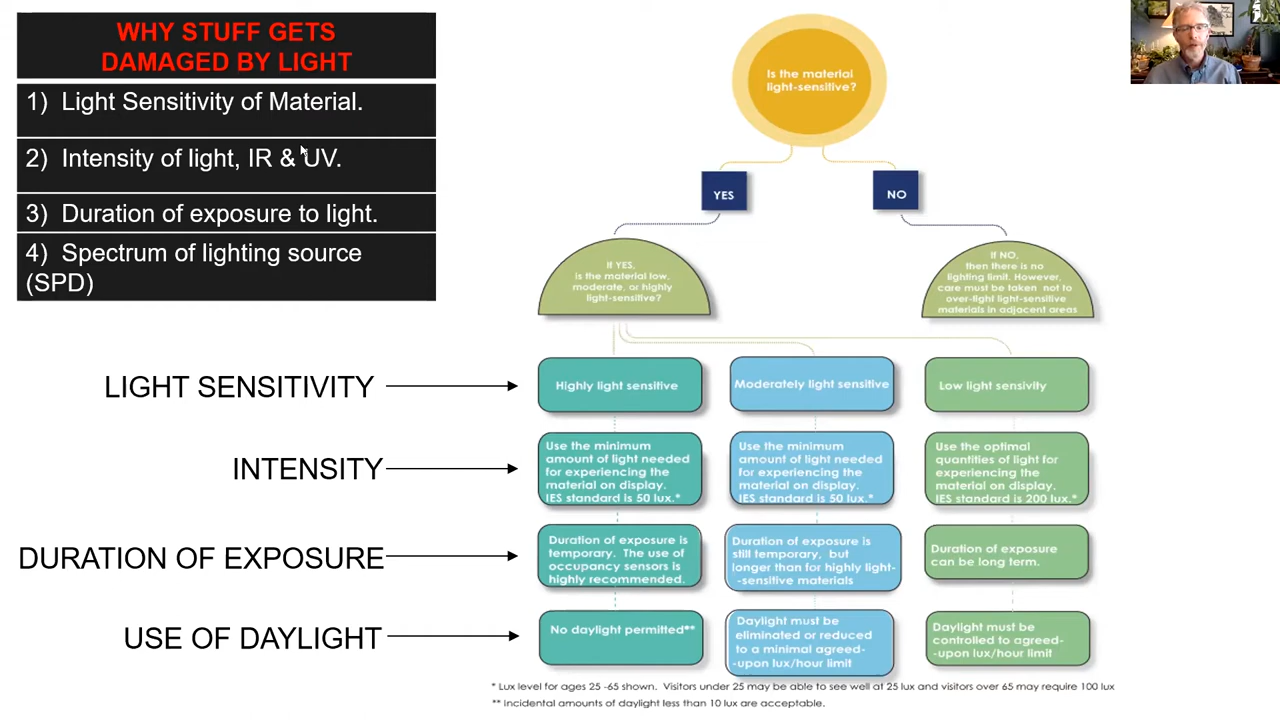 WHY STUFF GETS
DAMAGED BY LIGHT
1) Light Sensitivity of Material.
2) Intensity of light, IR & UV.
3) Duration of exposure to light.
4) Spectrum of lighting source
(SPD)
Is the material
light-sensitive?
YES
NO
If YES,
is the material low,
moderate, or highly
light-sensitive?
If NO,
then there is no
lighting limit. However,
care must be taken not to
over-light light-sensitive
materials in adjacent areas
LIGHT SENSITIVITY
Highly light sensitive
Moderately light sensitive
Low light sensivity
INTENSITY
Use the minimum
amount of light needed
for experiencing the
material on display.
IES standard is 50 lux.*
Use the minimum
amount of light needed
for experiencing the
material on display.
IES standard is 50 lux.*
Use the optimal
quantities of light for
experiencing the
material on display.
IES standard is 200 lux.*
DURATION OF EXPOSURE
Duration of exposure is
temporary. The use of
occupancy sensors is
highly recommended.
Duration of exposure is
still temporary, but
longer than for highly light-
-sensitive materials
Duration of exposure
can be long term.
USE OF DAYLIGHT
No daylight permitted**
Daylight must be
eliminated or reduced
to a minimal agreed-
-upon lux/hour limit
Daylight must be
controlled to agreed-
-upon lux/hour limit
* Lux level for ages 25 -65 shown. Visitors under 25 may be able to see well at 25 lux and visitors over 65 may require 100 lux
** Incidental amounts of daylight less than 10 lux are acceptable.